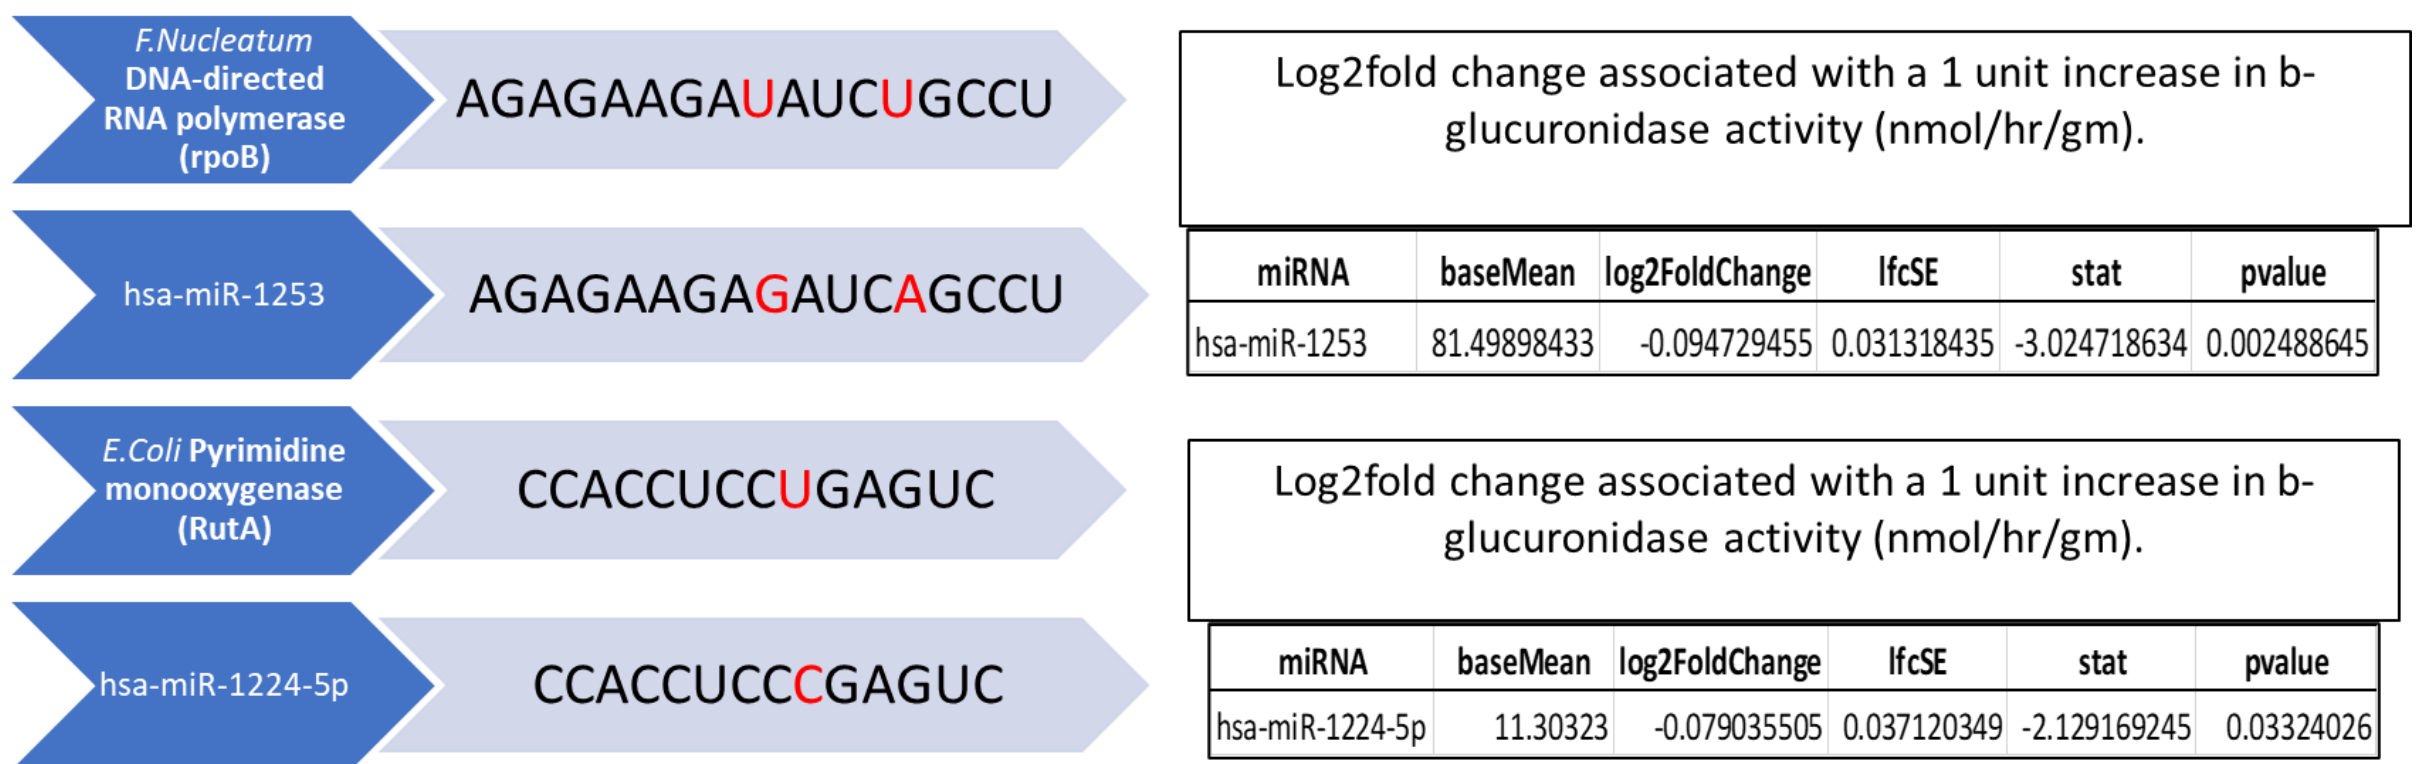 F.Nucleatum
DNA-directed
RNA polymerase
(rpoB)
AGAGAAGAUAUCUGCCU
Log2fold change associated with a 1 unit increase in b-
glucuronidase activity (nmol/hr/gm).
hsa-miR-1253
AGAGAAGAGAUCAGCCU
miRNA baseMean log2FoldChange lfcSE stat pvalue
hsa-miR-1253 81.49898433 -0.094729455 0.031318435 -3.024718634 0.002488645
E.Coli Pyrimidine
monooxygenase
(RutA)
CCACCUCCUGAGUC
Log2fold change associated with a 1 unit increase in b-
glucuronidase activity (nmol/hr/gm).
hsa-miR-1224-5p
CCACCUCCCGAGUC
miRNA baseMean log2FoldChange lfcSE stat pvalue
hsa-miR-1224-5p 11.30323 -0.079035505 0.037120349 -2.129169245 0.03324026